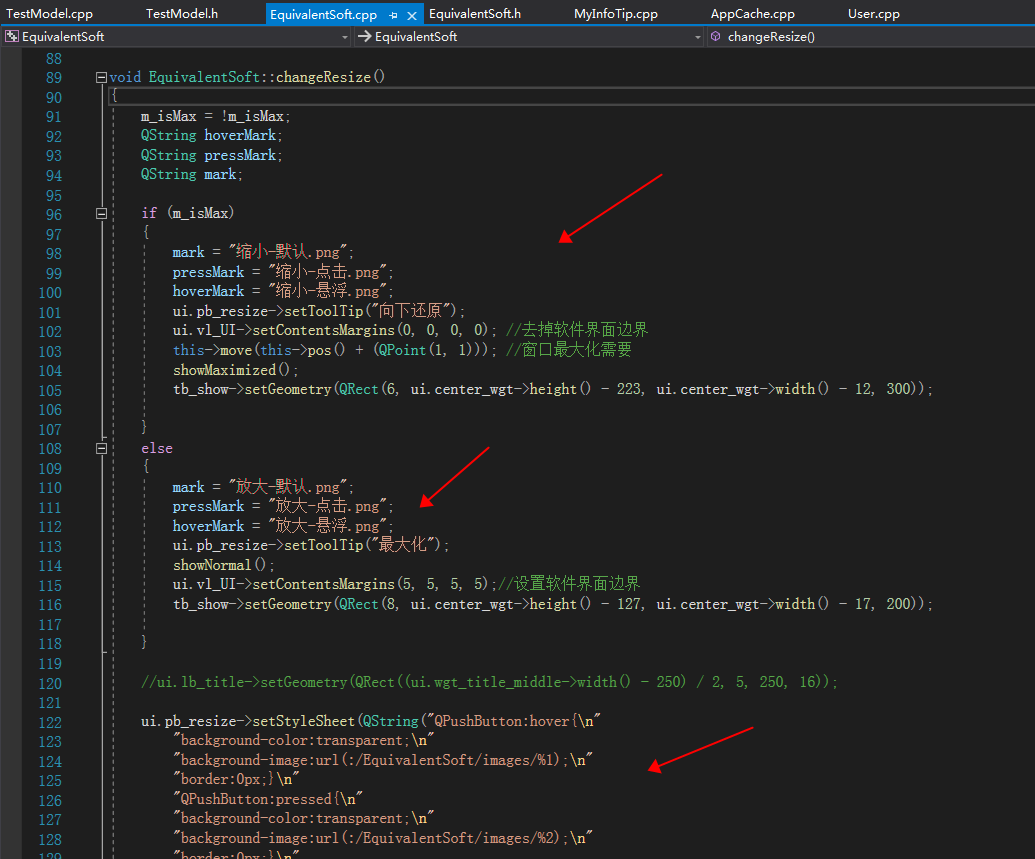 TestModel.cpp TestModel.h EquivalentSoft.cpp EquivalentSoft.h MyInfoTip.cpp AppCache.cpp User.cpp
EquivalentSoft EquivalentSoft changeResize()
88
89 void EquivalentSoft::changeResize()
90 {
91 m_isMax = !m_isMax;
92 QString hoverMark;
93 QString pressMark;
94 QString mark;
95
96 if (m_isMax)
97 {
98 mark = "缩小-默认.png";
99 pressMark = "缩小-点击.png";
100 hoverMark = "缩小-悬浮.png";
101 ui.pb_resize->setToolTip("向下还原");
102 ui.vl_UI->setContentsMargins(0, 0, 0, 0); //去掉软件界面边界
103 this->move(this->pos() + (QPoint(1, 1))); //窗口最大化需要
104 showMaximized();
105 tb_show->setGeometry(QRect(6, ui.center_wgt->height() - 223, ui.center_wgt->width() - 12, 300));
106
107 }
108 else
109 {
110 mark = "放大-默认.png";
111 pressMark = "放大-点击.png";
112 hoverMark = "放大-悬浮.png";
113 ui.pb_resize->setToolTip("最大化");
114 showNormal();
115 ui.vl_UI->setContentsMargins(5, 5, 5, 5);//设置软件界面边界
116 tb_show->setGeometry(QRect(8, ui.center_wgt->height() - 127, ui.center_wgt->width() - 17, 200));
117
118 }
119
120 //ui.lb_title->setGeometry(QRect((ui.wgt_title_middle->width() - 250) / 2, 5, 250, 16));
121
122 ui.pb_resize->setStyleSheet(QString("QPushButton:hover{\n"
123 "background-color:transparent;\n"
124 "background-image:url(:/EquivalentSoft/images/%1);\n"
125 "border:0px;}\n"
126 "QPushButton:pressed{\n"
127 "background-color:transparent;\n"
128 "background-image:url(:/EquivalentSoft/images/%2);\n"
129 "border:0px;}\n"